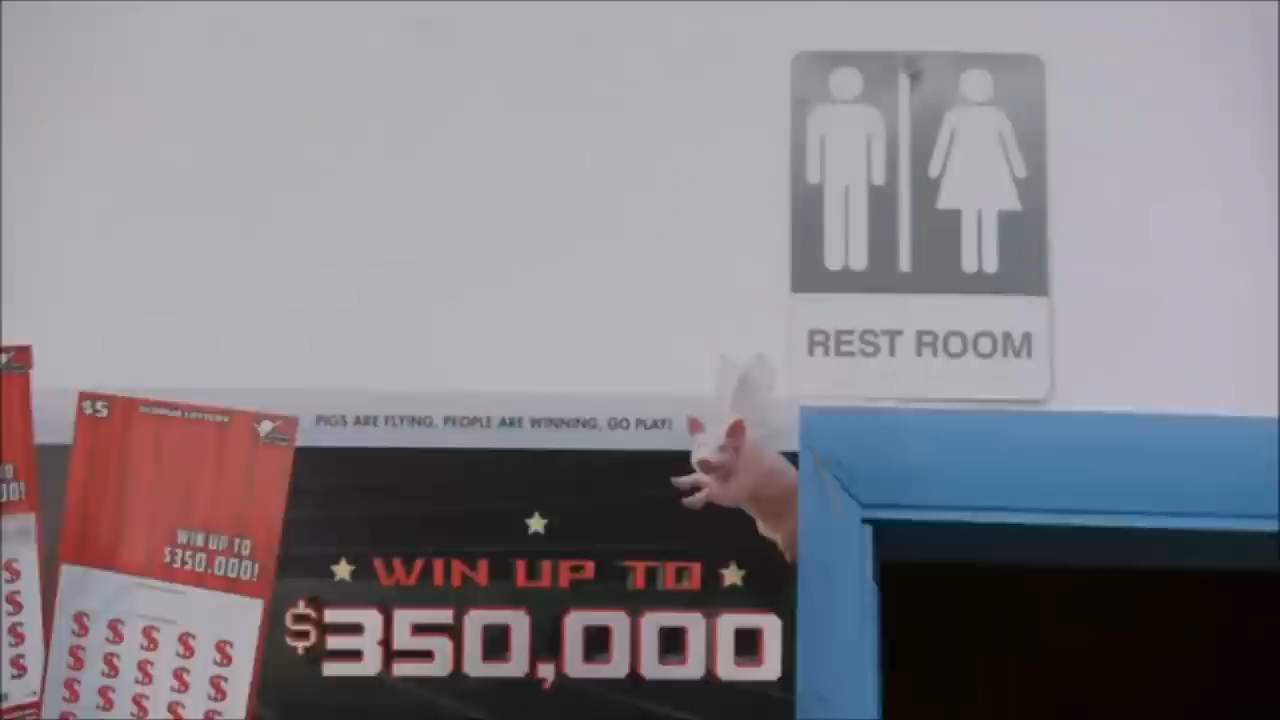 REST ROOM
$5
PIGS ARE FLYING, PEOPLE ARE WINNING, GO PLAY!
WIN UP TO
$350,000!
WIN UP TO
$350,000